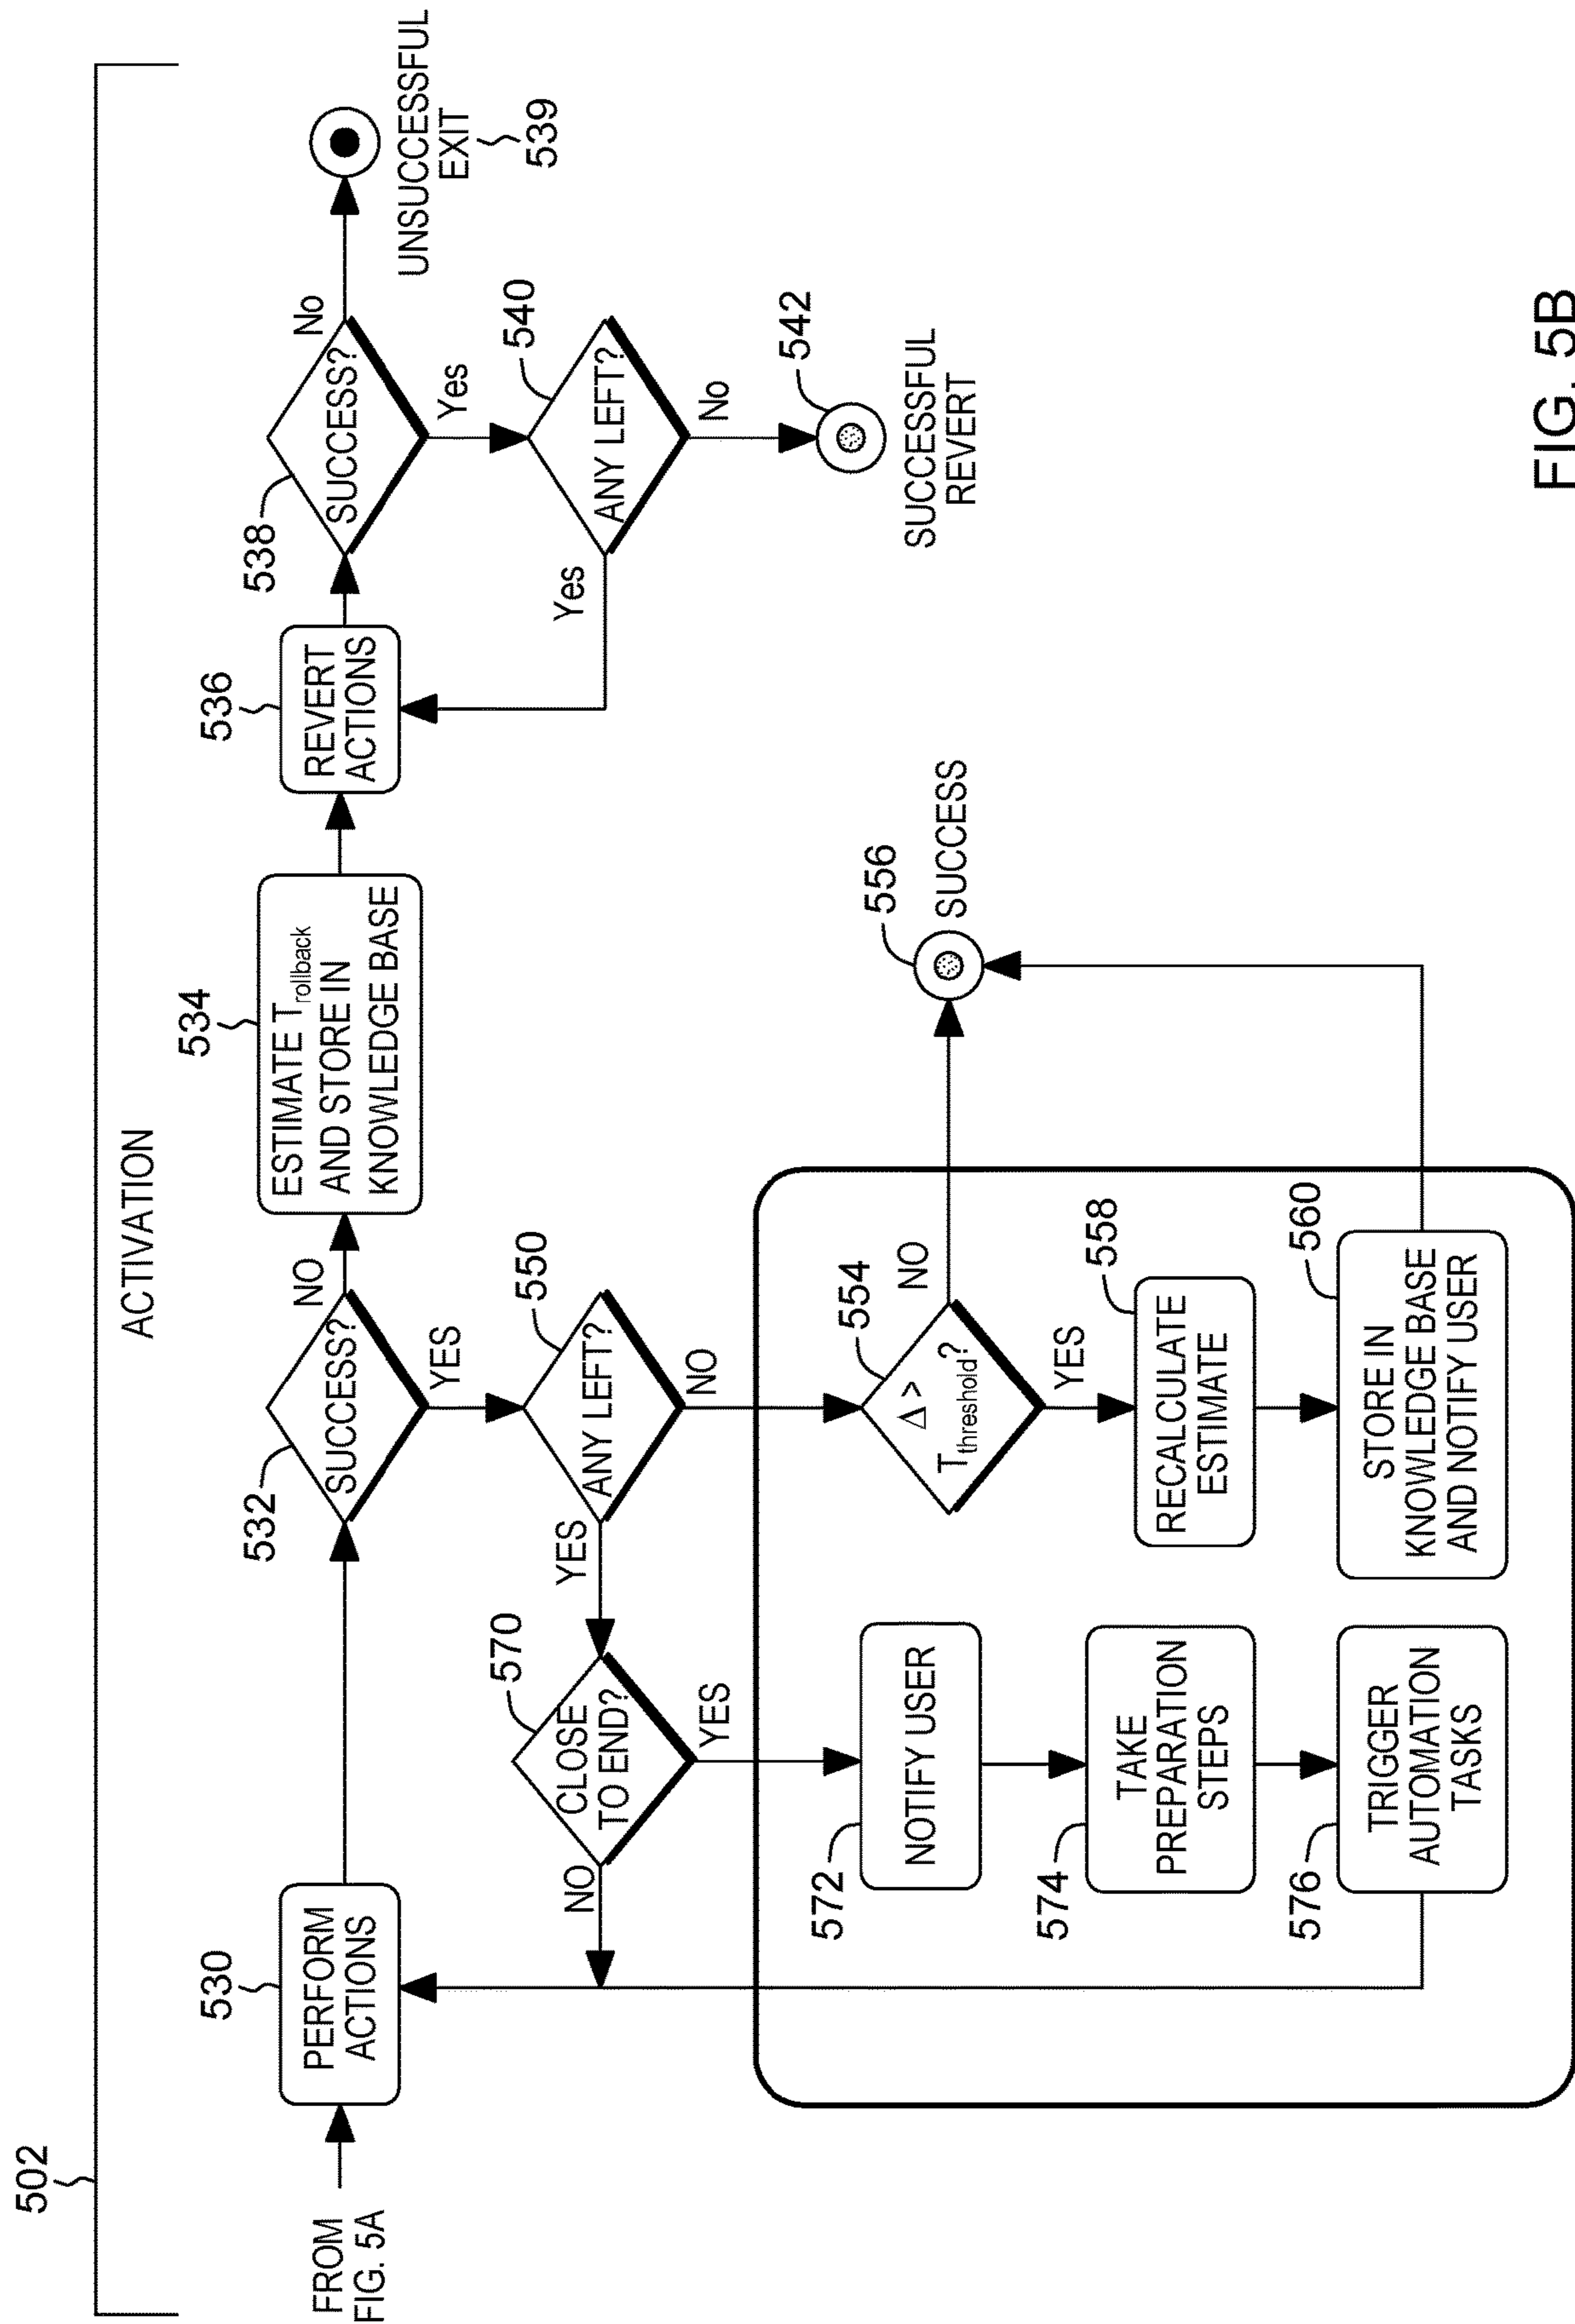 502
ACTIVATION
FROM
FIG. 5A
530
PERFORM
ACTIONS
532
SUCCESS?
NO
YES
534
ESTIMATE Trollback
AND STORE IN
KNOWLEDGE BASE
536
REVERT
ACTIONS
538
SUCCESS?
No
Yes
UNSUCCESSFUL
EXIT
539
540
ANY LEFT?
Yes
No
542
SUCCESSFUL
REVERT
550
ANY LEFT?
YES
NO
570
CLOSE
TO END?
NO
YES
572
NOTIFY USER
574
TAKE
PREPARATION
STEPS
576
TRIGGER
AUTOMATION
TASKS
554
Δ >
Tthreshold?
NO
YES
556
SUCCESS
558
RECALCULATE
ESTIMATE
560
STORE IN
KNOWLEDGE BASE
AND NOTIFY USER
FIG. 5B